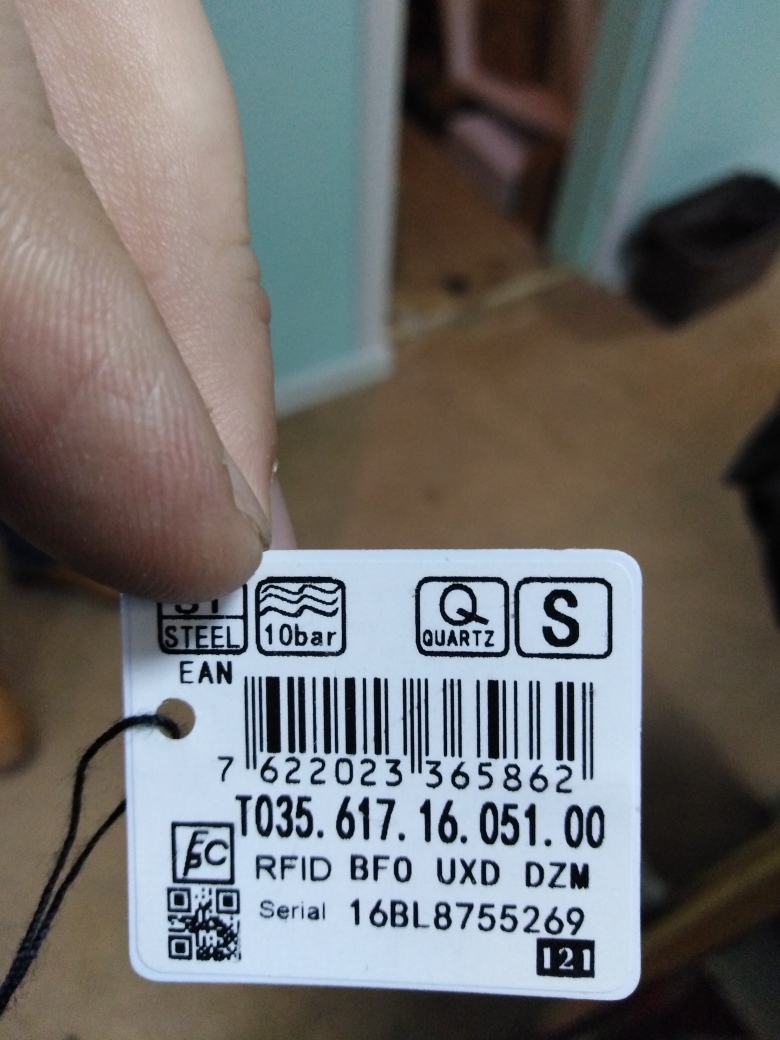 STEEL 10bar Q QUARTZ S
EAN
7 622023 365862
T035.617.16.051.00
FPC RFID BF0 UXD DZM
Serial 16BL8755269
121